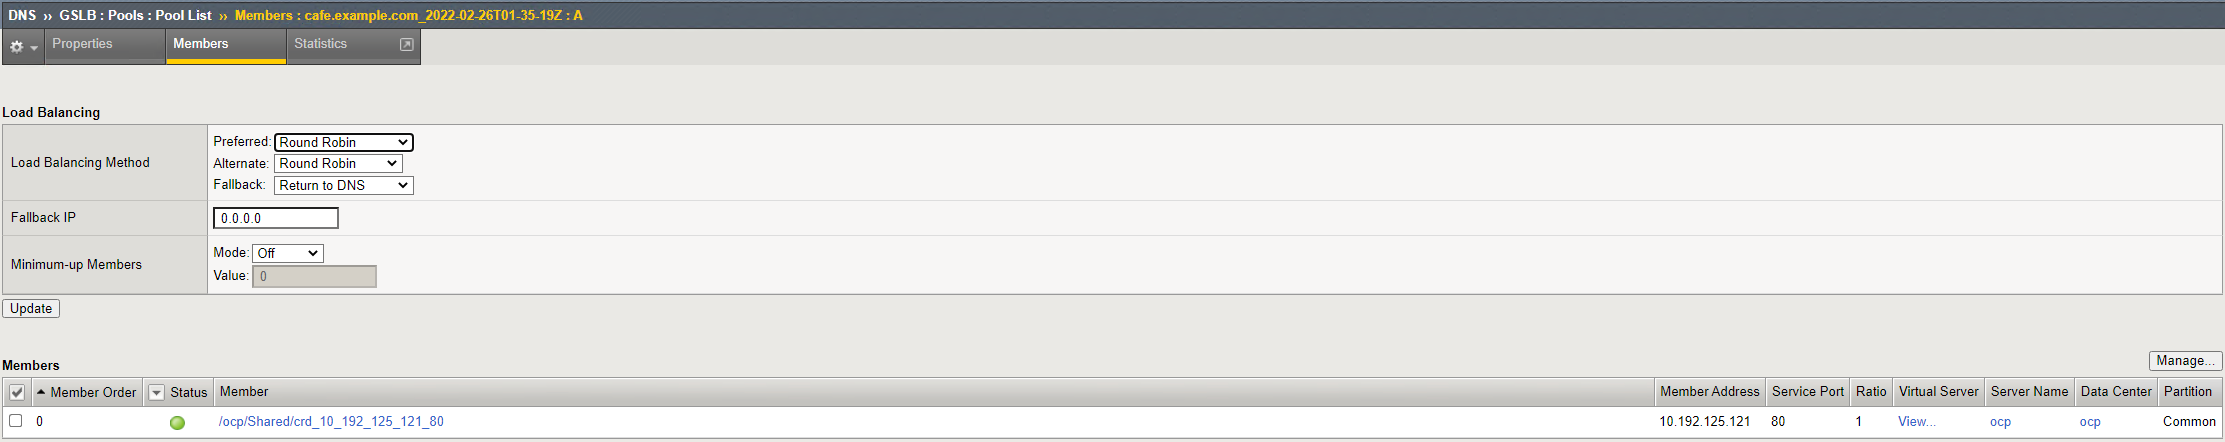 DNS ›› GSLB : Pools : Pool List ›› Members : cafe.example.com_2022-02-26T01-35-19Z : A
Properties Members Statistics
Load Balancing
Load Balancing Method
Preferred: Round Robin
Alternate: Round Robin
Fallback: Return to DNS
Fallback IP 0.0.0.0
Minimum-up Members
Mode: Off
Value: 0
Update
Members Manage...
Member Order Status Member Member Address Service Port Ratio Virtual Server Server Name Data Center Partition
0 /ocp/Shared/crd_10_192_125_121_80 10.192.125.121 80 1 View... ocp ocp Common